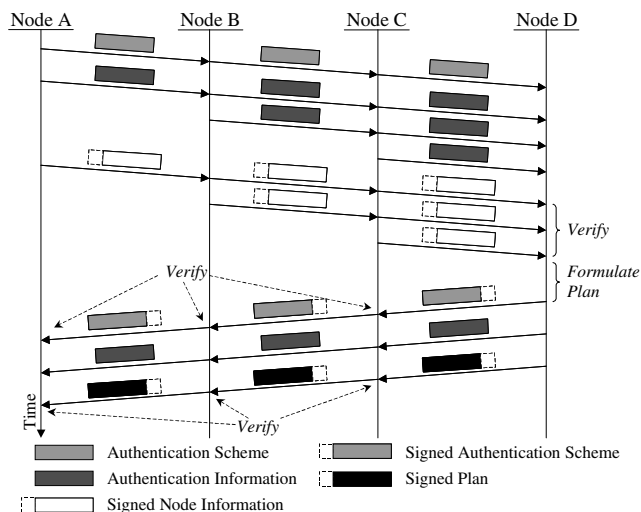 Node A Node B Node C Node D
Verify
Verify
Formulate
Plan
Verify
Time
Authentication Scheme Signed Authentication Scheme
Authentication Information Signed Plan
Signed Node Information